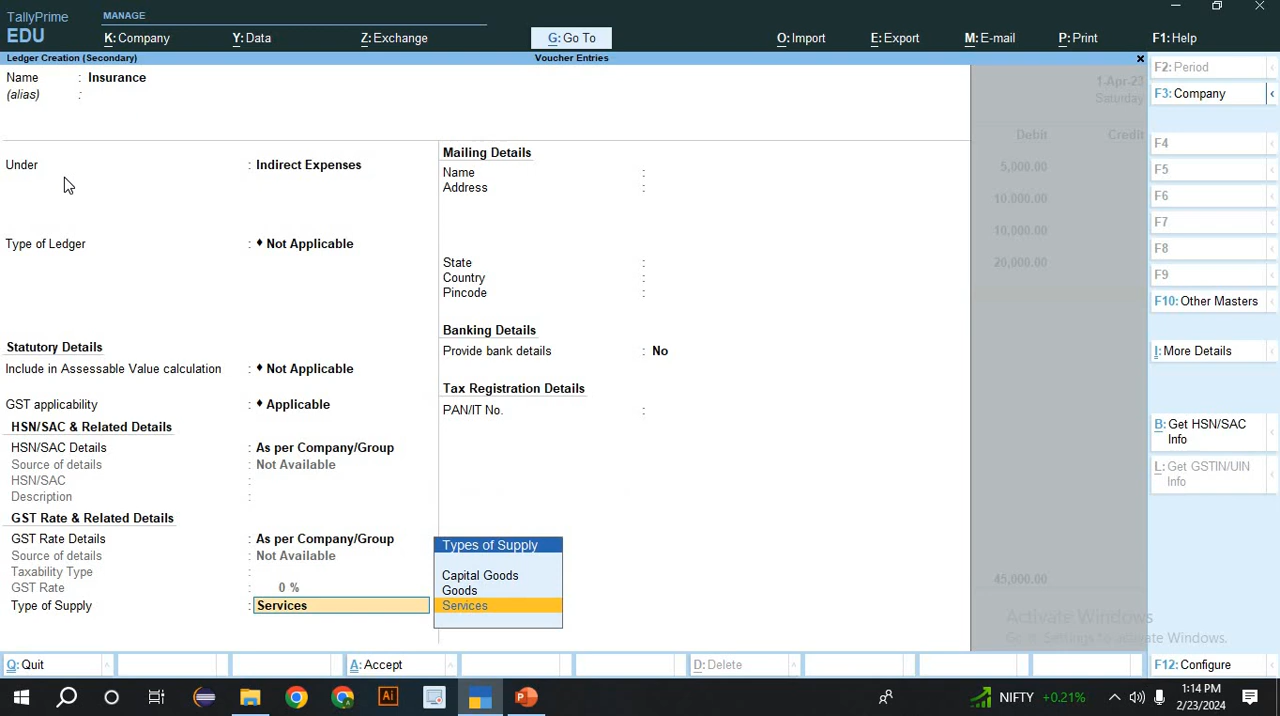 TallyPrime
EDU
MANAGE
K: Company
Y: Data
Z: Exchange
G: Go To
O: Import
E: Export
M: E-mail
P: Print
F1: Help
Ledger Creation (Secondary)
Voucher Entries
Name : Insurance
(alias) :
Under : Indirect Expenses
Type of Ledger : ♦ Not Applicable
Statutory Details
Include in Assessable Value calculation : ♦ Not Applicable
GST applicability : ♦ Applicable
HSN/SAC & Related Details
HSN/SAC Details : As per Company/Group
Source of details : Not Available
HSN/SAC :
Description :
GST Rate & Related Details
GST Rate Details : As per Company/Group
Source of details : Not Available
Taxability Type :
GST Rate : 0 %
Type of Supply : Services
Mailing Details
Name :
Address :
State :
Country :
Pincode :
Banking Details
Provide bank details : No
Tax Registration Details
PAN/IT No. :
Types of Supply
Capital Goods
Goods
Services
1-Apr-23
Saturday
Debit Credit
5,000.00
10,000.00
10,000.00
20,000.00
45,000.00
Activate Windows
Go to Settings to activate Windows.
F2: Period
F3: Company
F4
F5
F6
F7
F8
F9
F10: Other Masters
I: More Details
B: Get HSN/SAC
Info
L: Get GSTIN/UIN
Info
F12: Configure
Q: Quit
A: Accept
D: Delete
NIFTY +0.21%
1:14 PM
2/23/2024